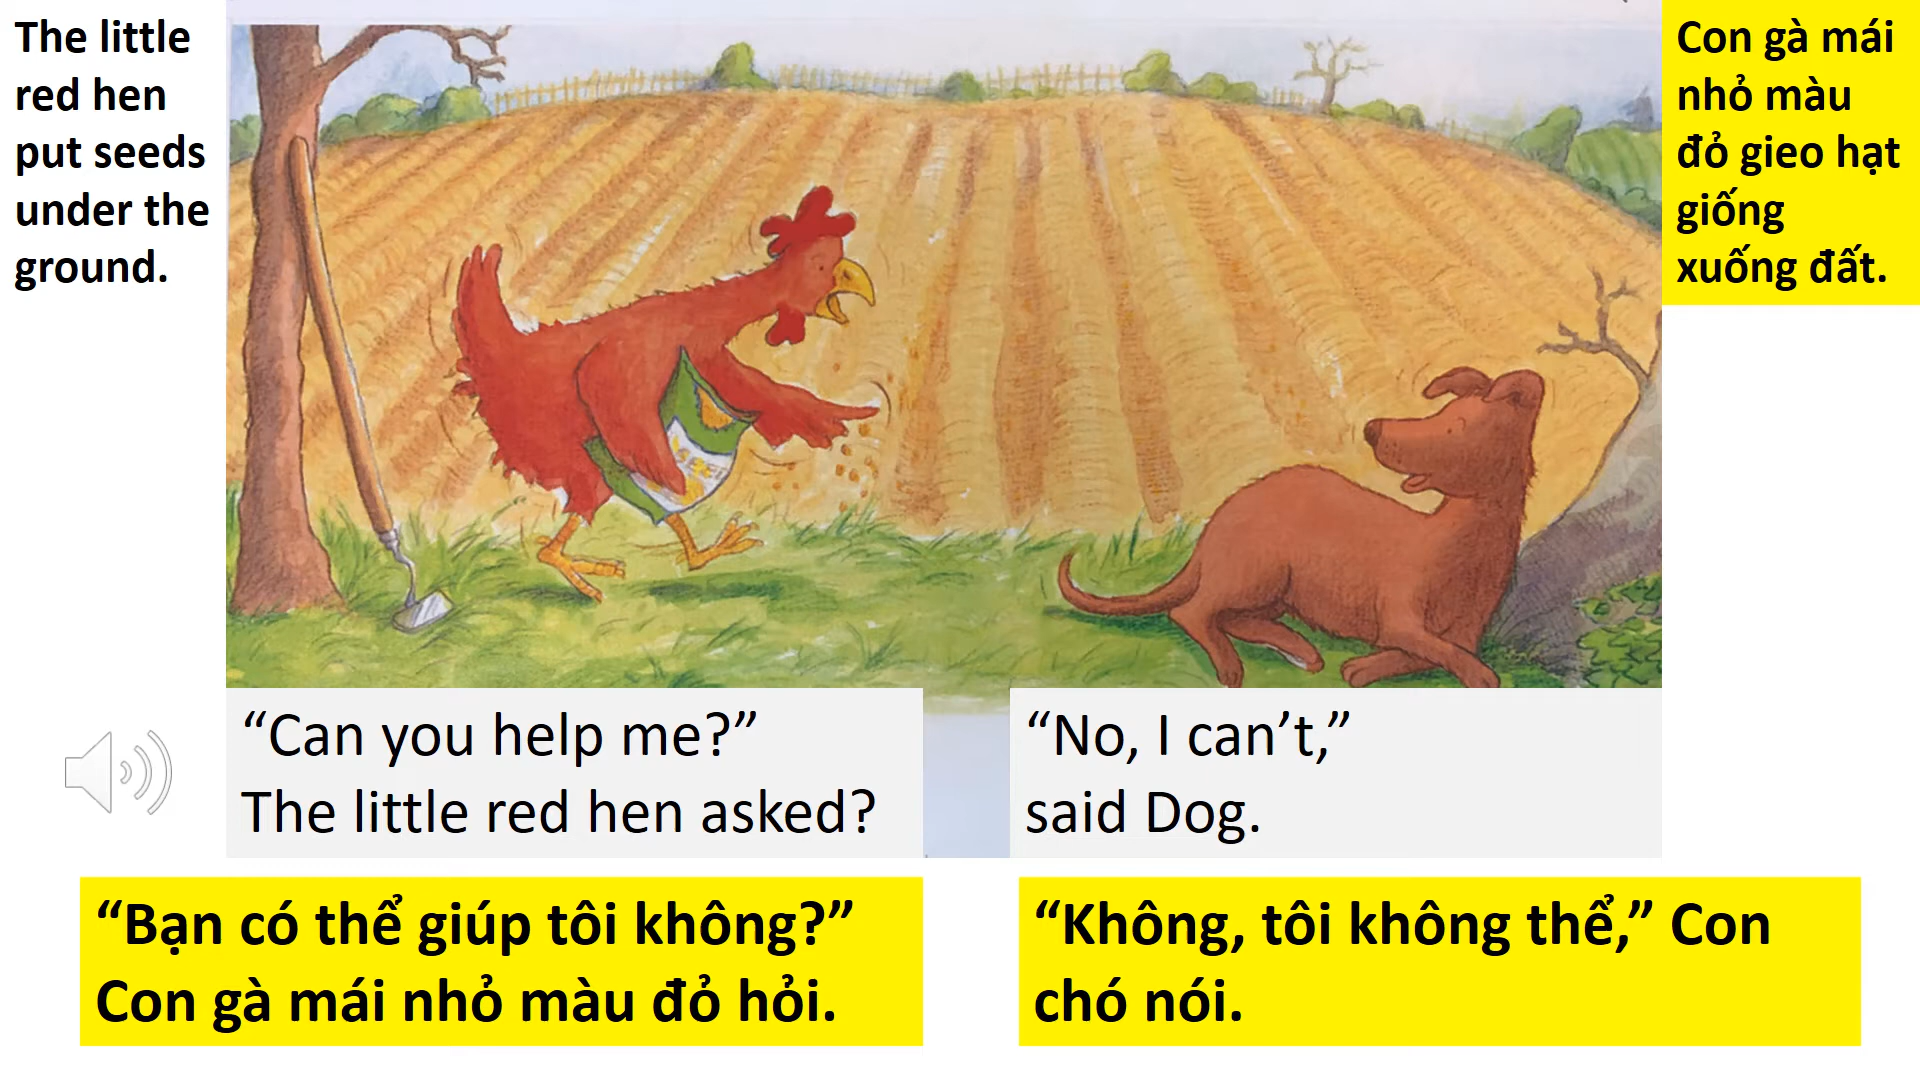 The little
red hen
put seeds
under the
ground.
Con gà mái
nhỏ màu
đỏ gieo hạt
giống
xuống đất.
“Can you help me?”
The little red hen asked?
“No, I can’t,”
said Dog.
“Bạn có thể giúp tôi không?”
Con gà mái nhỏ màu đỏ hỏi.
“Không, tôi không thể,” Con
chó nói.